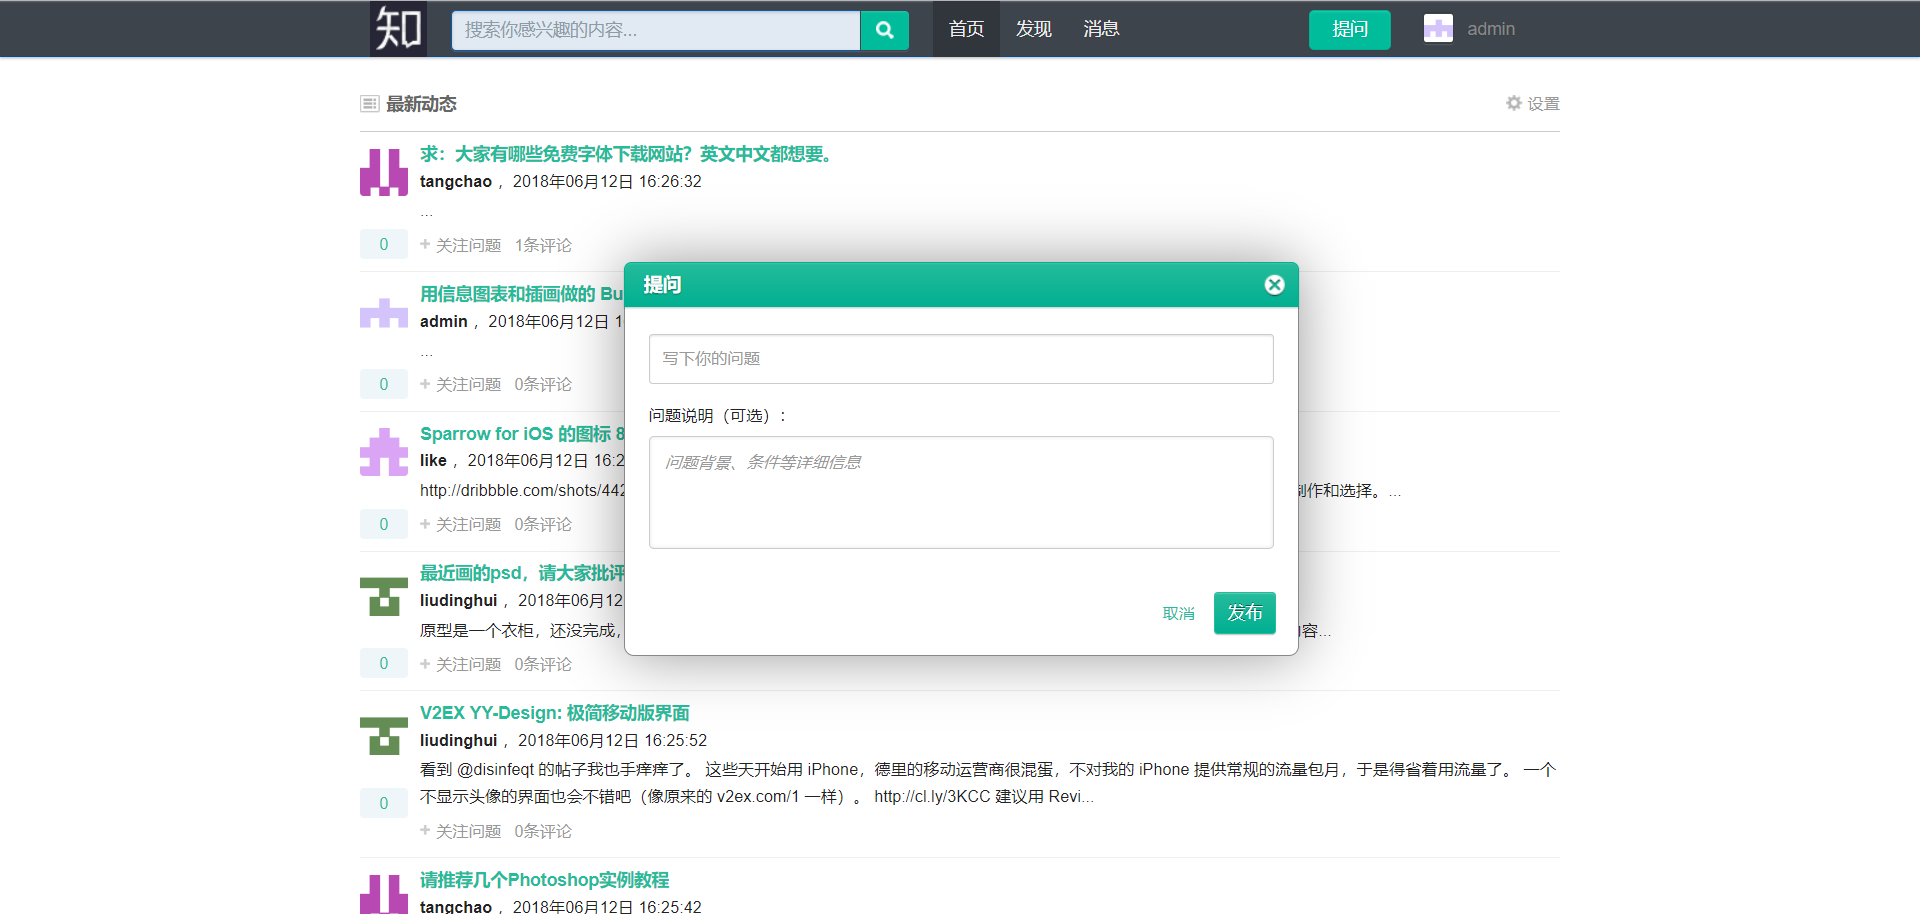 知 搜索你感兴趣的内容... 首页 发现 消息 提问 admin
最新动态 设置
求：大家有哪些免费字体下载网站？英文中文都想要。
tangchao ， 2018年06月12日 16:26:32
...
0 + 关注问题 1条评论
用信息图表和插画做的 Bu
admin ， 2018年06月12日 1
...
0 + 关注问题 0条评论
Sparrow for iOS 的图标 8
like ， 2018年06月12日 16:2
http://dribbble.com/shots/442 制作和选择。...
0 + 关注问题 0条评论
最近画的psd，请大家批评
liudinghui ， 2018年06月12
原型是一个衣柜，还没完成， 内容...
0 + 关注问题 0条评论
提问
写下你的问题
问题说明（可选）：
问题背景、条件等详细信息
取消 发布
V2EX YY-Design: 极简移动版界面
liudinghui ， 2018年06月12日 16:25:52
看到 @disinfeqt 的帖子我也手痒痒了。 这些天开始用 iPhone，德里的移动运营商很混蛋，不对我的 iPhone 提供常规的流量包月，于是得省着用流量了。 一个
不显示头像的界面也会不错吧（像原来的 v2ex.com/1 一样）。 http://cl.ly/3KCC 建议用 Revi...
0 + 关注问题 0条评论
请推荐几个Photoshop实例教程
tangchao ， 2018年06月12日 16:25:42